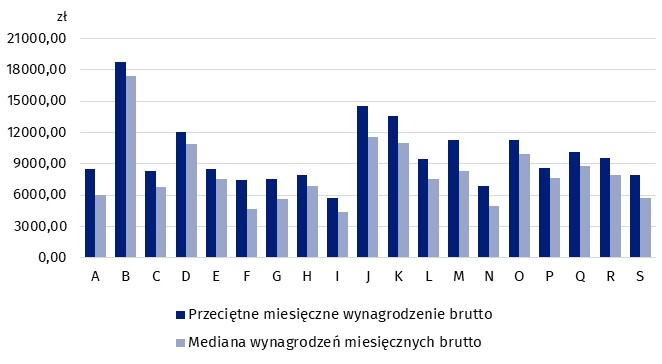 zł
21000,00
18000,00
15000,00
12000,00
9000,00
6000,00
3000,00
0,00
A B C D E F G H I J K L M N O P Q R S
Przeciętne miesięczne wynagrodzenie brutto
Mediana wynagrodzeń miesięcznych brutto